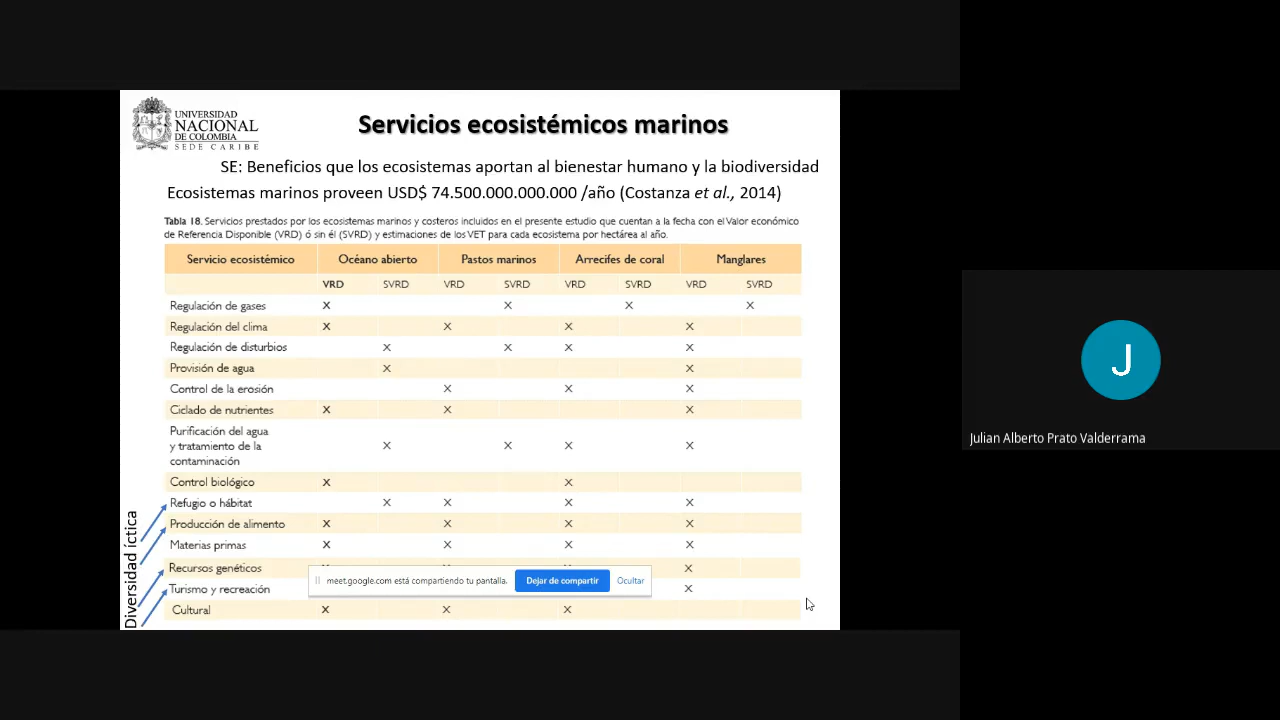 UNIVERSIDAD
NACIONAL
DE COLOMBIA
SEDE CARIBE
Servicios ecosistémicos marinos
SE: Beneficios que los ecosistemas aportan al bienestar humano y la biodiversidad
Ecosistemas marinos proveen USD$ 74.500.000.000.000 /año (Costanza et al., 2014)
Tabla 18. Servicios prestados por los ecosistemas marinos y costeros incluidos en el presente estudio que cuentan a la fecha con el Valor económico
de Referencia Disponible (VRD) ó sin él (SVRD) y estimaciones de los VET para cada ecosistema por hectárea al año.
Servicio ecosistémico Océano abierto Pastos marinos Arrecifes de coral Manglares
VRD SVRD VRD SVRD VRD SVRD VRD SVRD
Regulación de gases X X X X
Regulación del clima X X X X
Regulación de disturbios X X X X
Provisión de agua X X
Control de la erosión X X X
Ciclado de nutrientes X X X
Purificación del agua
y tratamiento de la X X X X
contaminación
Control biológico X X
Refugio o hábitat X X X X
Producción de alimento X X X X
Materias primas X X X X
Recursos genéticos X
Turismo y recreación X
Cultural X X X
Diversidad íctica
meet.google.com está compartiendo tu pantalla. Dejar de compartir Ocultar
J
Julian Alberto Prato Valderrama